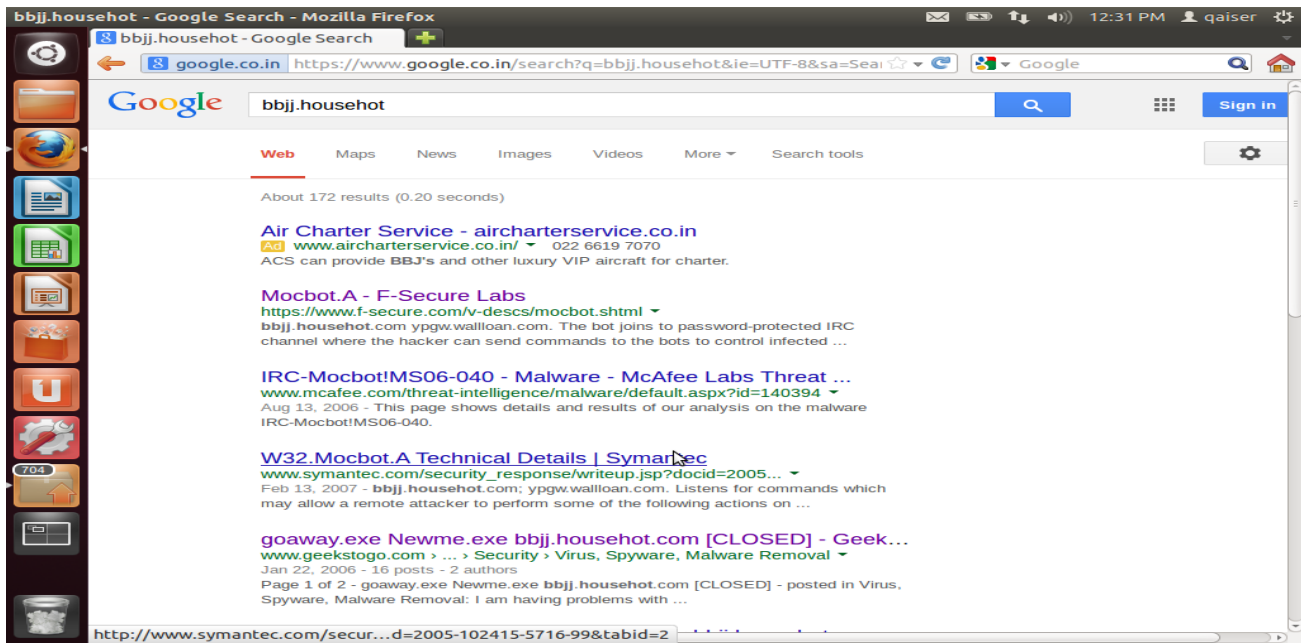 bbjj.househot - Google Search - Mozilla Firefox
12:31 PM qaiser
bbjj.househot - Google Search
google.co.in https://www.google.co.in/search?q=bbjj.househot&ie=UTF-8&sa=Sea
Google
Google bbjj.househot Sign in
Web Maps News Images Videos More Search tools
About 172 results (0.20 seconds)
Air Charter Service - aircharterservice.co.in
Ad www.aircharterservice.co.in/ 022 6619 7070
ACS can provide BBJ's and other luxury VIP aircraft for charter.
Mocbot.A - F-Secure Labs
https://www.f-secure.com/v-descs/mocbot.shtml
bbjj.househot.com ypgw.wallloan.com. The bot joins to password-protected IRC
channel where the hacker can send commands to the bots to control infected ...
IRC-Mocbot!MS06-040 - Malware - McAfee Labs Threat ...
www.mcafee.com/threat-intelligence/malware/default.aspx?id=140394
Aug 13, 2006 - This page shows details and results of our analysis on the malware
IRC-Mocbot!MS06-040.
W32.Mocbot.A Technical Details | Symantec
www.symantec.com/security_response/writeup.jsp?docid=2005...
Feb 13, 2007 - bbjj.househot.com; ypgw.wallloan.com. Listens for commands which
may allow a remote attacker to perform some of the following actions on ...
704
goaway.exe Newme.exe bbjj.househot.com [CLOSED] - Geek...
www.geekstogo.com › ... › Security › Virus, Spyware, Malware Removal
Jan 22, 2006 - 16 posts - 2 authors
Page 1 of 2 - goaway.exe Newme.exe bbjj.househot.com [CLOSED] - posted in Virus,
Spyware, Malware Removal: I am having problems with ...
http://www.symantec.com/secur...d=2005-102415-5716-99&tabid=2